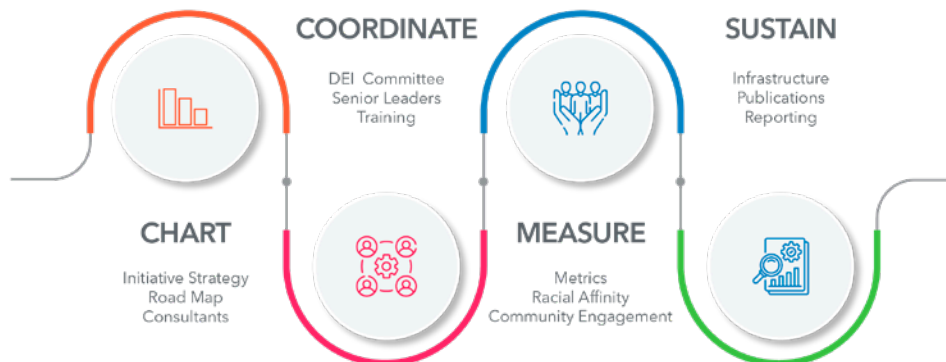 CHART
Initiative Strategy
Road Map
Consultants
COORDINATE
DEI Committee
Senior Leaders
Training
MEASURE
Metrics
Racial Affinity
Community Engagement
SUSTAIN
Infrastructure
Publications
Reporting